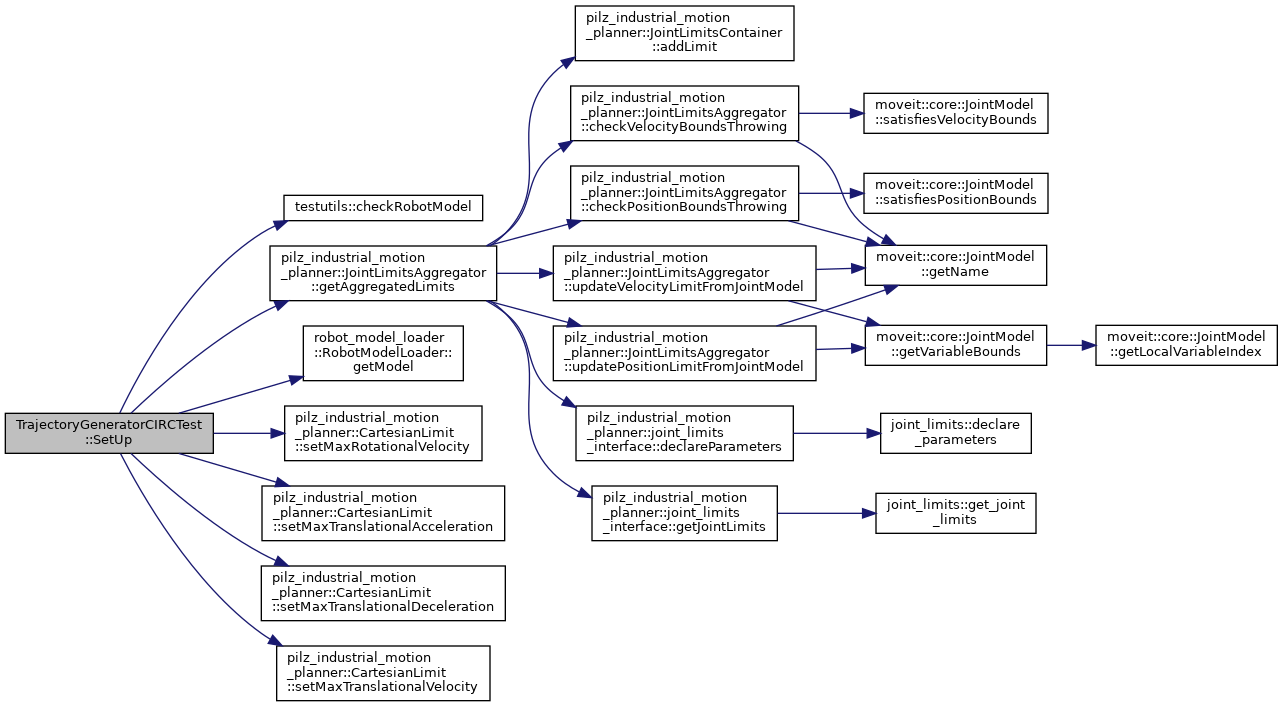 TrajectoryGeneratorCIRCTest
::SetUp
testutils::checkRobotModel
pilz_industrial_motion
_planner::JointLimitsAggregator
::getAggregatedLimits
robot_model_loader
::RobotModelLoader::
getModel
pilz_industrial_motion
_planner::CartesianLimit
::setMaxRotationalVelocity
pilz_industrial_motion
_planner::CartesianLimit
::setMaxTranslationalAcceleration
pilz_industrial_motion
_planner::CartesianLimit
::setMaxTranslationalDeceleration
pilz_industrial_motion
_planner::CartesianLimit
::setMaxTranslationalVelocity
pilz_industrial_motion
_planner::JointLimitsContainer
::addLimit
pilz_industrial_motion
_planner::JointLimitsAggregator
::checkVelocityBoundsThrowing
pilz_industrial_motion
_planner::JointLimitsAggregator
::checkPositionBoundsThrowing
pilz_industrial_motion
_planner::JointLimitsAggregator
::updateVelocityLimitFromJointModel
pilz_industrial_motion
_planner::JointLimitsAggregator
::updatePositionLimitFromJointModel
pilz_industrial_motion
_planner::joint_limits
_interface::declareParameters
pilz_industrial_motion
_planner::joint_limits
_interface::getJointLimits
moveit::core::JointModel
::satisfiesVelocityBounds
moveit::core::JointModel
::satisfiesPositionBounds
moveit::core::JointModel
::getName
moveit::core::JointModel
::getVariableBounds
joint_limits::declare
_parameters
joint_limits::get_joint
_limits
moveit::core::JointModel
::getLocalVariableIndex